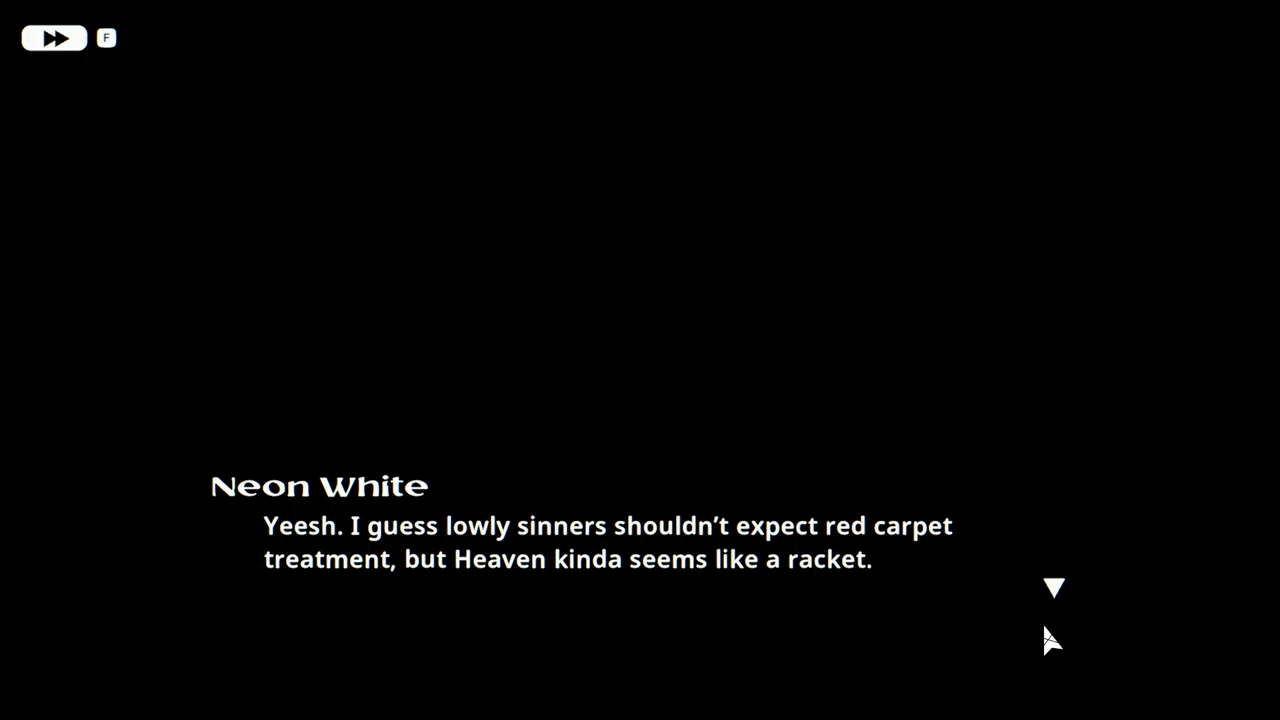 F
Neon White
Yeesh. I guess lowly sinners shouldn’t expect red carpet
treatment, but Heaven kinda seems like a racket.